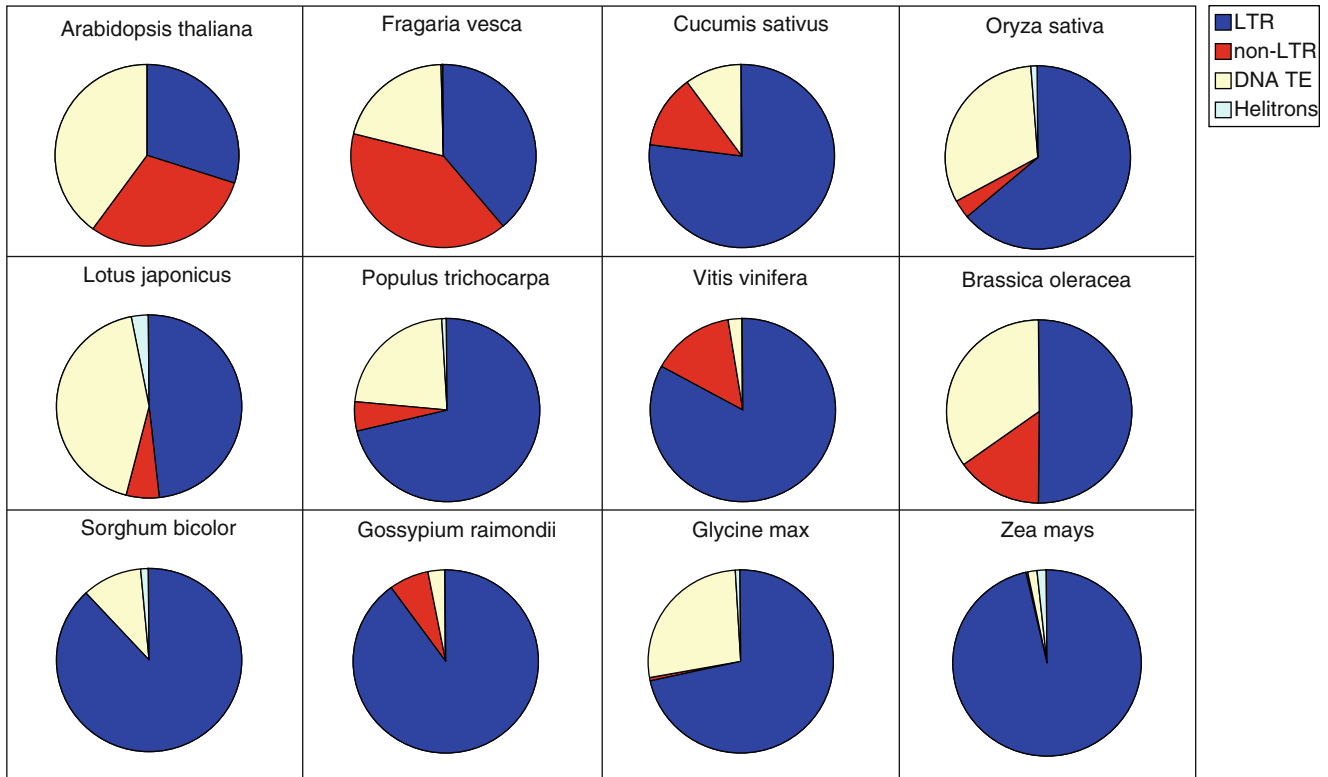 Arabidopsis thaliana
Fragaria vesca
Cucumis sativus
Oryza sativa
LTR
non-LTR
DNA TE
Helitrons
Lotus japonicus
Populus trichocarpa
Vitis vinifera
Brassica oleracea
Sorghum bicolor
Gossypium raimondii
Glycine max
Zea mays